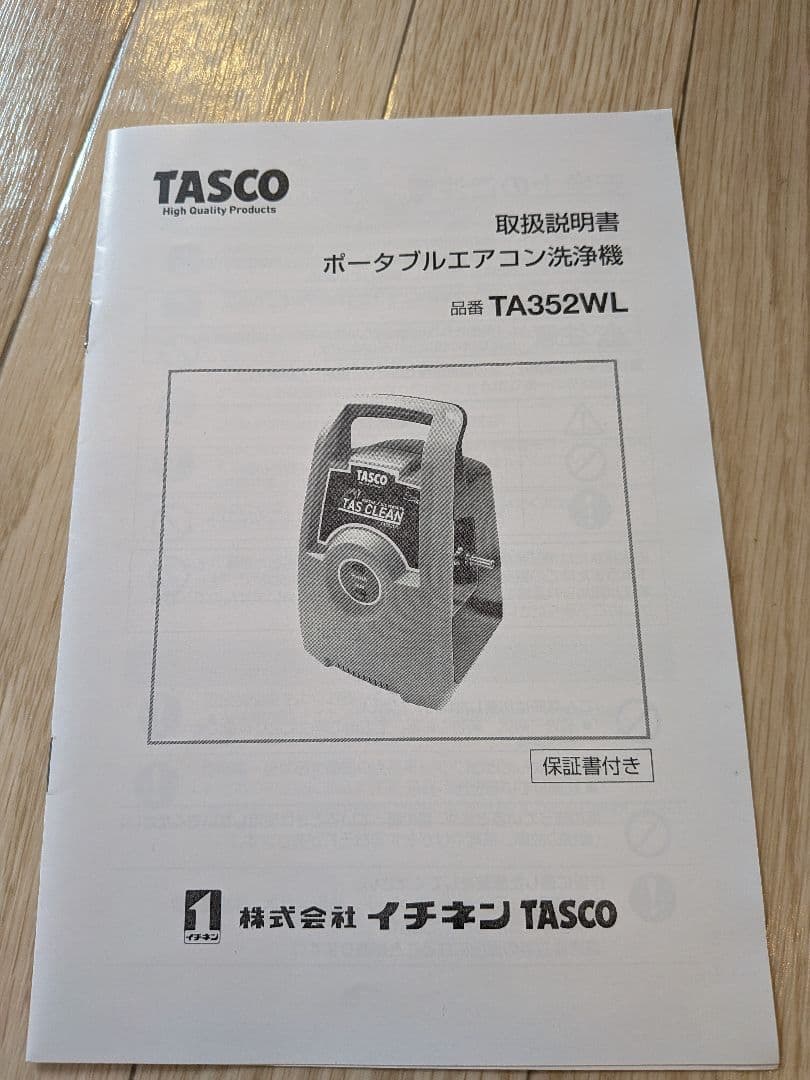 TASCO
High Quality Products
取扱説明書
ポータブルエアコン洗浄機
品番 TA352WL
TASCO
TAS CLEAN
保証書付き
イチネン
株式会社 イチネン TASCO